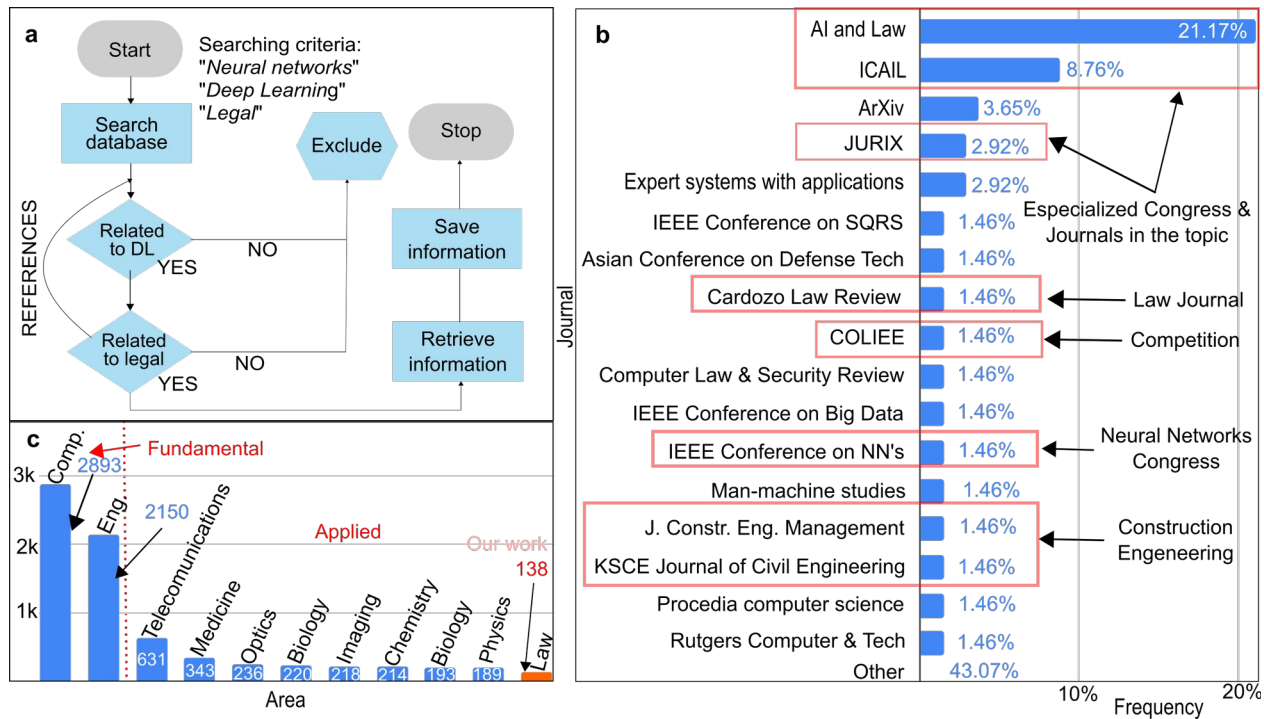 a
Start
Searching criteria:
"Neural networks"
"Deep Learning"
"Legal"
Search
database
Exclude
Stop
REFERENCES
Related
to DL
NO
YES
Save
information
Related
to legal
NO
YES
Retrieve
information
b
Journal
AI and Law
21.17%
ICAIL
8.76%
ArXiv
3.65%
JURIX
2.92%
Expert systems with applications
2.92%
Especialized Congress &
Journals in the topic
IEEE Conference on SQRS
1.46%
Asian Conference on Defense Tech
1.46%
Cardozo Law Review
1.46%
Law Journal
COLIEE
1.46%
Competition
Computer Law & Security Review
1.46%
IEEE Conference on Big Data
1.46%
IEEE Conference on NN's
1.46%
Neural Networks
Congress
Man-machine studies
1.46%
J. Constr. Eng. Management
1.46%
KSCE Journal of Civil Engineering
1.46%
Construction
Engeneering
Procedia computer science
1.46%
Rutgers Computer & Tech
1.46%
Other
43.07%
10%
20%
Frequency
c
3k
2k
1k
Comp.
2893
Fundamental
Eng.
2150
Applied
Our work
138
Telecomunications
631
Medicine
343
Optics
236
Biology
220
Imaging
218
Chemistry
214
Biology
193
Physics
189
Law
Area